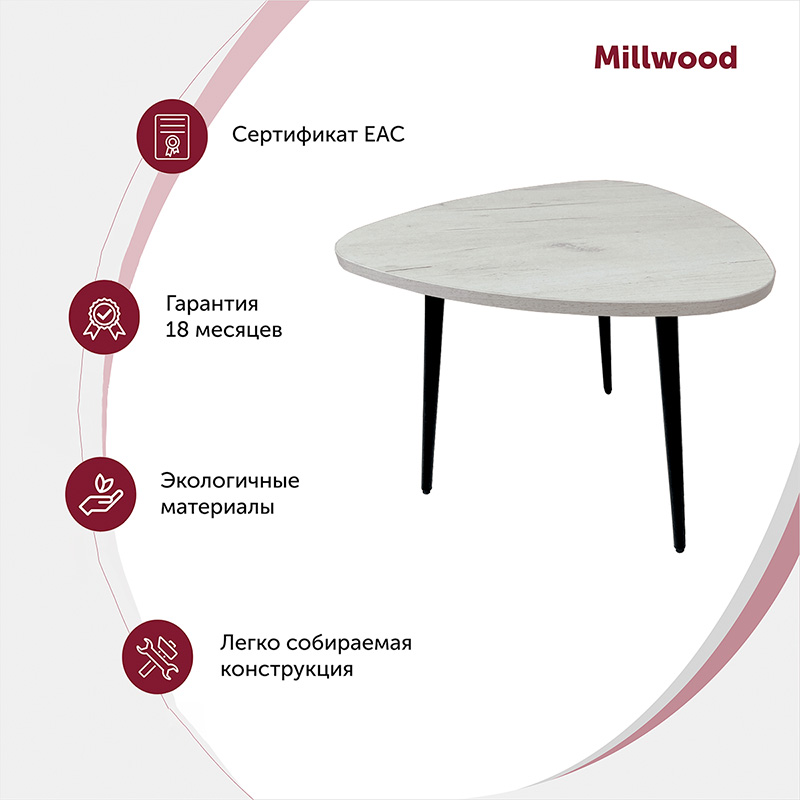 Millwood
Сертификат ЕАС
Гарантия
18 месяцев
Экологичные
материалы
Легко собираемая
конструкция